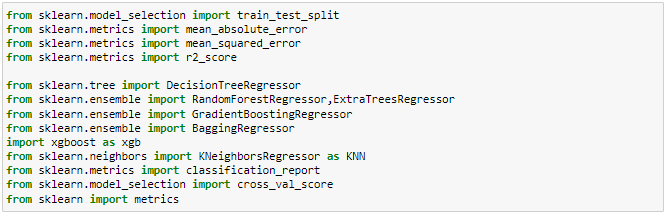 from sklearn.model_selection import train_test_split
from sklearn.metrics import mean_absolute_error
from sklearn.metrics import mean_squared_error
from sklearn.metrics import r2_score
from sklearn.tree import DecisionTreeRegressor
from sklearn.ensemble import RandomForestRegressor,ExtraTreesRegressor
from sklearn.ensemble import GradientBoostingRegressor
from sklearn.ensemble import BaggingRegressor
import xgboost as xgb
from sklearn.neighbors import KNeighborsRegressor as KNN
from sklearn.metrics import classification_report
from sklearn.model_selection import cross_val_score
from sklearn import metrics